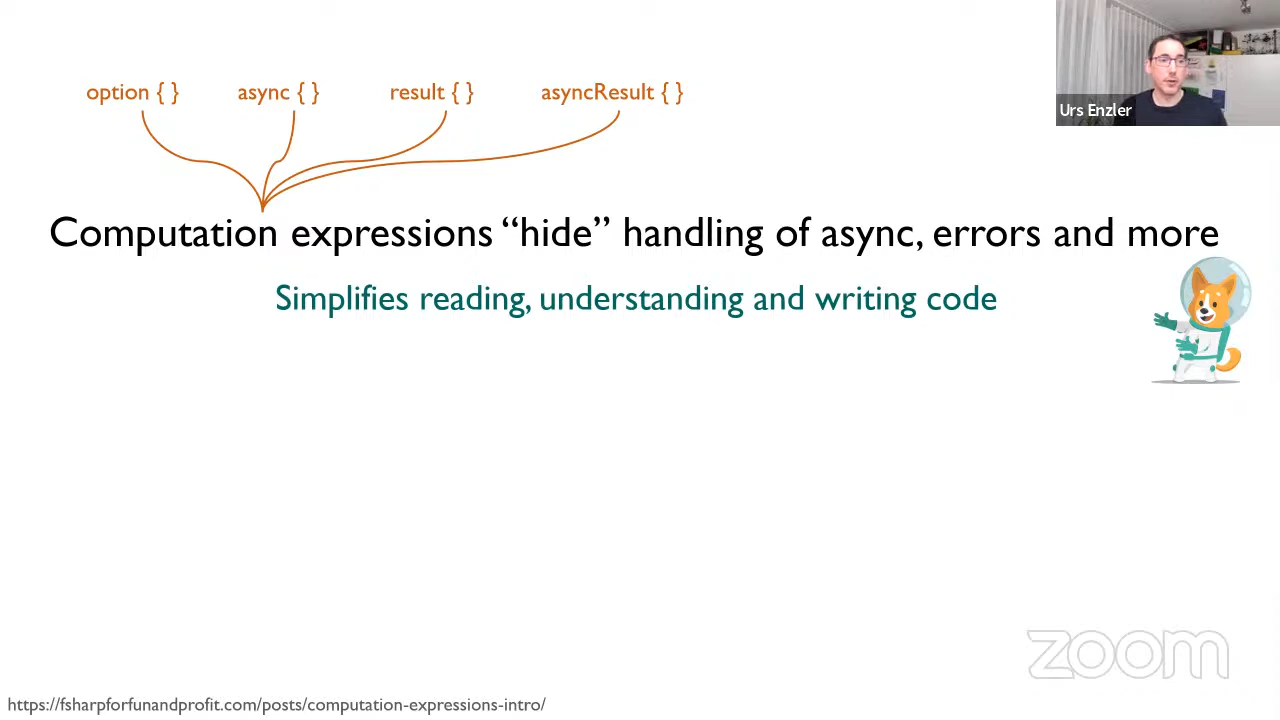 option { }
async { }
result { }
asyncResult { }
Urs Enzler
Computation expressions “hide” handling of async, errors and more
Simplifies reading, understanding and writing code
zoom
https://fsharpforfunandprofit.com/posts/computation-expressions-intro/